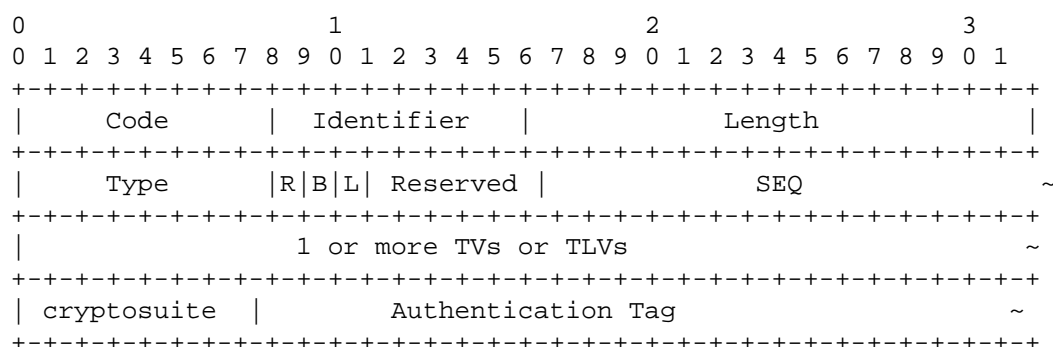 0                   1                   2                   3
0 1 2 3 4 5 6 7 8 9 0 1 2 3 4 5 6 7 8 9 0 1 2 3 4 5 6 7 8 9 0 1
+-+-+-+-+-+-+-+-+-+-+-+-+-+-+-+-+-+-+-+-+-+-+-+-+-+-+-+-+-+-+-+-+
|     Code      |  Identifier   |            Length             |
+-+-+-+-+-+-+-+-+-+-+-+-+-+-+-+-+-+-+-+-+-+-+-+-+-+-+-+-+-+-+-+-+
|     Type      |R|B|L| Reserved |             SEQ               ~
+-+-+-+-+-+-+-+-+-+-+-+-+-+-+-+-+-+-+-+-+-+-+-+-+-+-+-+-+-+-+-+-+
|                 1 or more TVs or TLVs                         ~
+-+-+-+-+-+-+-+-+-+-+-+-+-+-+-+-+-+-+-+-+-+-+-+-+-+-+-+-+-+-+-+-+
| cryptosuite  |        Authentication Tag                     ~
+-+-+-+-+-+-+-+-+-+-+-+-+-+-+-+-+-+-+-+-+-+-+-+-+-+-+-+-+-+-+-+-+